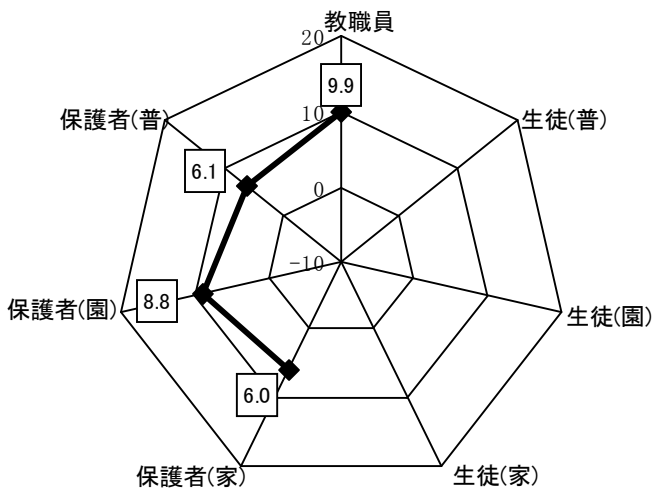 教職員
20
9.9
10
保護者(普)
生徒(普)
6.1
0
-10
保護者(園)
8.8
生徒(園)
6.0
保護者(家)
生徒(家)